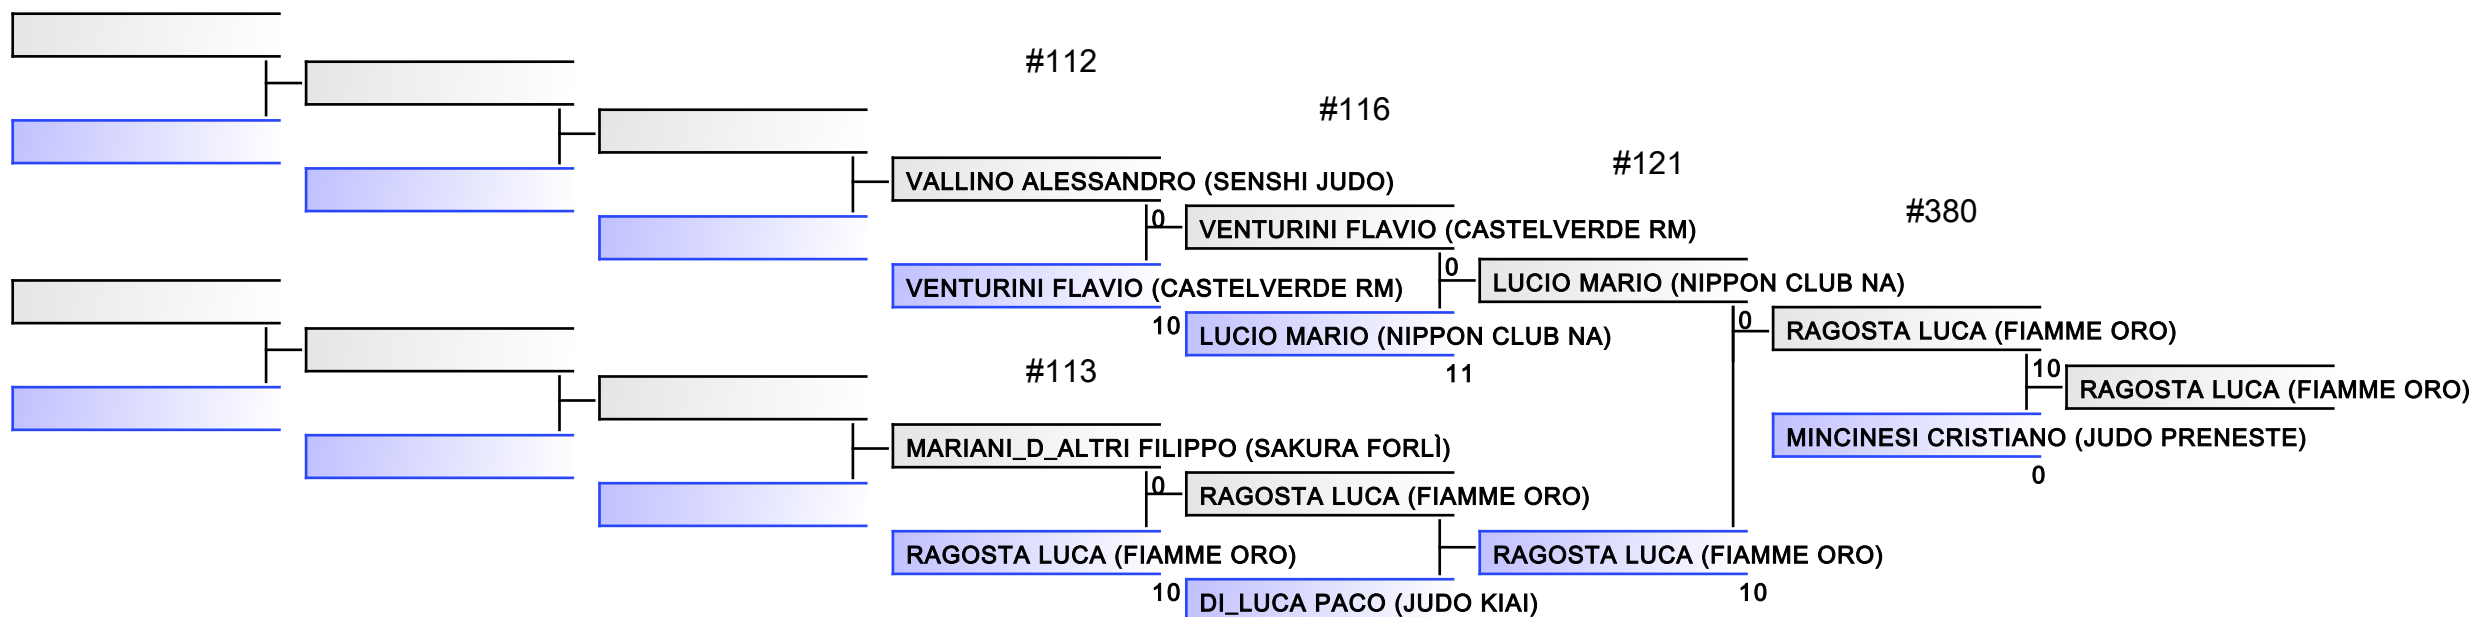 #112
#116
#121
VALLINO ALESSANDRO (SENSHI JUDO)
#380
0
VENTURINI FLAVIO (CASTELVERDE RM)
0
LUCIO MARIO (NIPPON CLUB NA)
VENTURINI FLAVIO (CASTELVERDE RM)
10
0
RAGOSTA LUCA (FIAMME ORO)
LUCIO MARIO (NIPPON CLUB NA)
#113
11
10
RAGOSTA LUCA (FIAMME ORO)
MINCINESI CRISTIANO (JUDO PRENESTE)
MARIANI_D_ALTRI FILIPPO (SAKURA FORLÌ)
0
0
RAGOSTA LUCA (FIAMME ORO)
RAGOSTA LUCA (FIAMME ORO)
RAGOSTA LUCA (FIAMME ORO)
10
10
DI_LUCA PACO (JUDO KIAI)